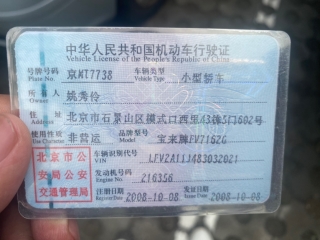 中华人民共和国机动车行驶证
Vehicle License of the People's Republic of China
号牌号码 京NT7738 车辆类型 小型轿车
Plate No. Vehicle Type
所有人 姚秀伶
Owner
住址 北京市石景山区模式口西里43栋5门602号
Address
使用性质 非营运 品牌型号 宝来牌FV7162G
Use Character Model
北京市公安局公安交通管理局
车辆识别代号 LFV2A11G483032021
VIN
发动机号码 216356
Engine No.
注册日期 2008-10-08 发证日期 2008-10-08
Register Date Issue Date